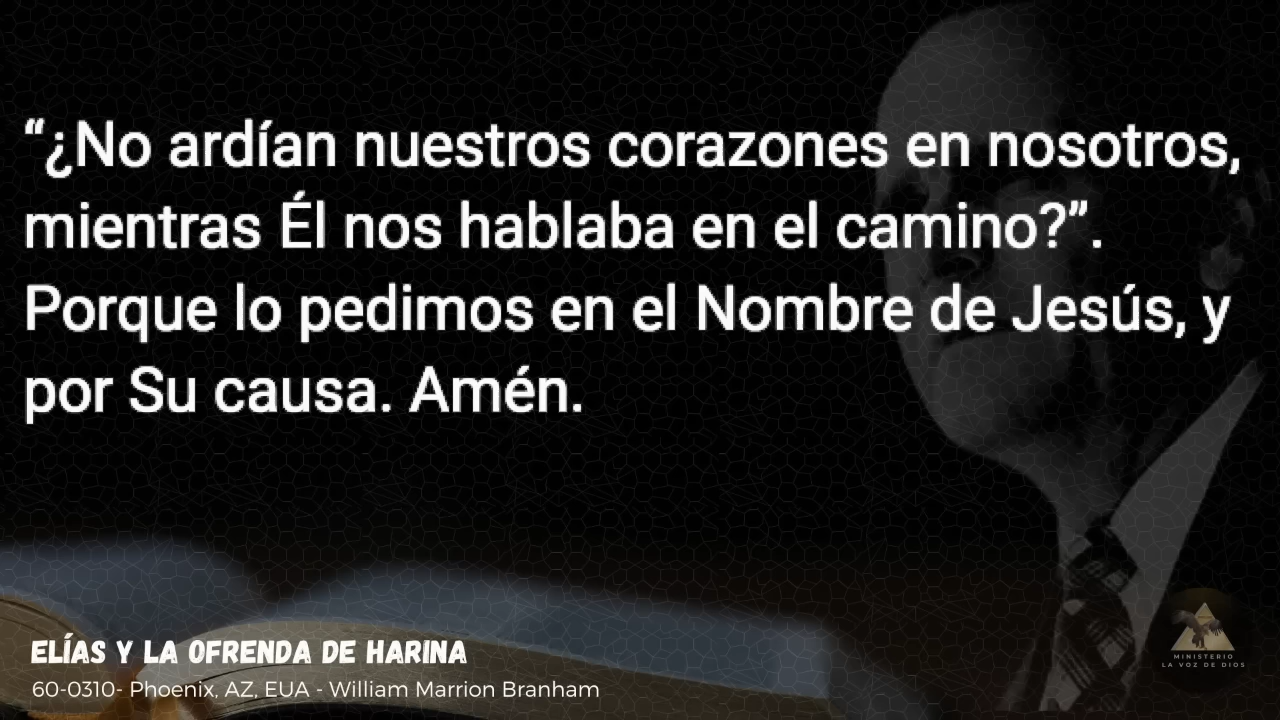 “¿No ardían nuestros corazones en nosotros,
mientras Él nos hablaba en el camino?”.
Porque lo pedimos en el Nombre de Jesús, y
por Su causa. Amén.
ELÍAS Y LA OFRENDA DE HARINA
60-0310- Phoenix, AZ, EUA - William Marrion Branham
MINISTERIO
LA VOZ DE DIOS